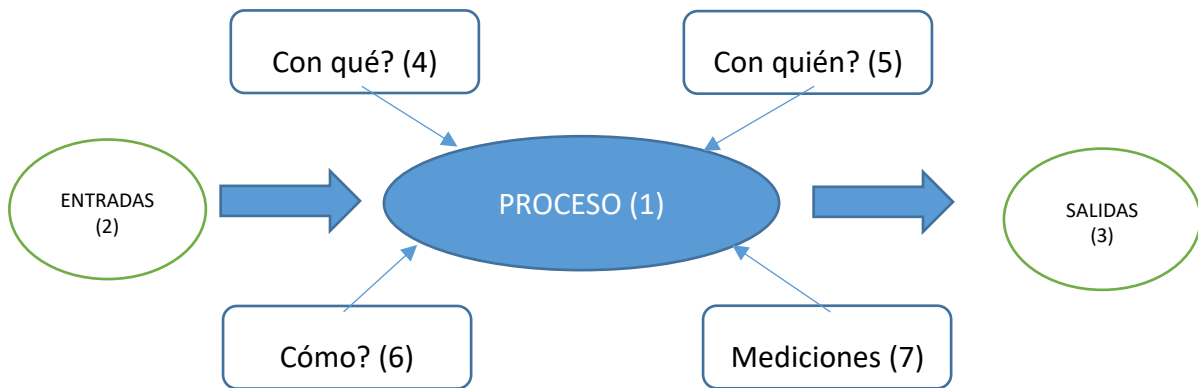 Con qué? (4)
Con quién? (5)
ENTRADAS
(2)
PROCESO (1)
SALIDAS
(3)
Cómo? (6)
Mediciones (7)